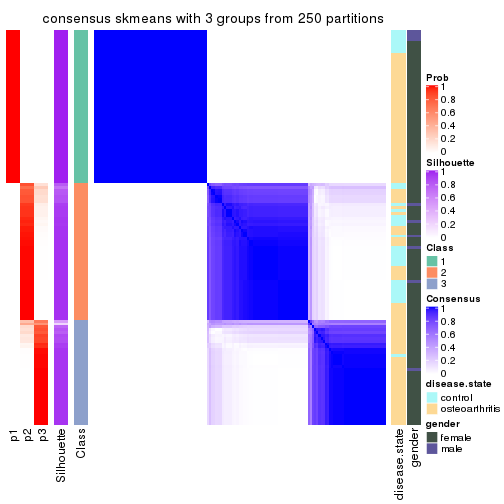 consensus skmeans with 3 groups from 250 partitions
Prob
1
0.8
0.6
0.4
0.2
0
Silhouette
1
0.8
0.6
0.4
0.2
0
Class
1
2
3
Consensus
1
0.8
0.6
0.4
0.2
0
disease.state
control
osteoarthritis
gender
female
male
p1
p2
p3
Silhouette
Class
disease.state
gender